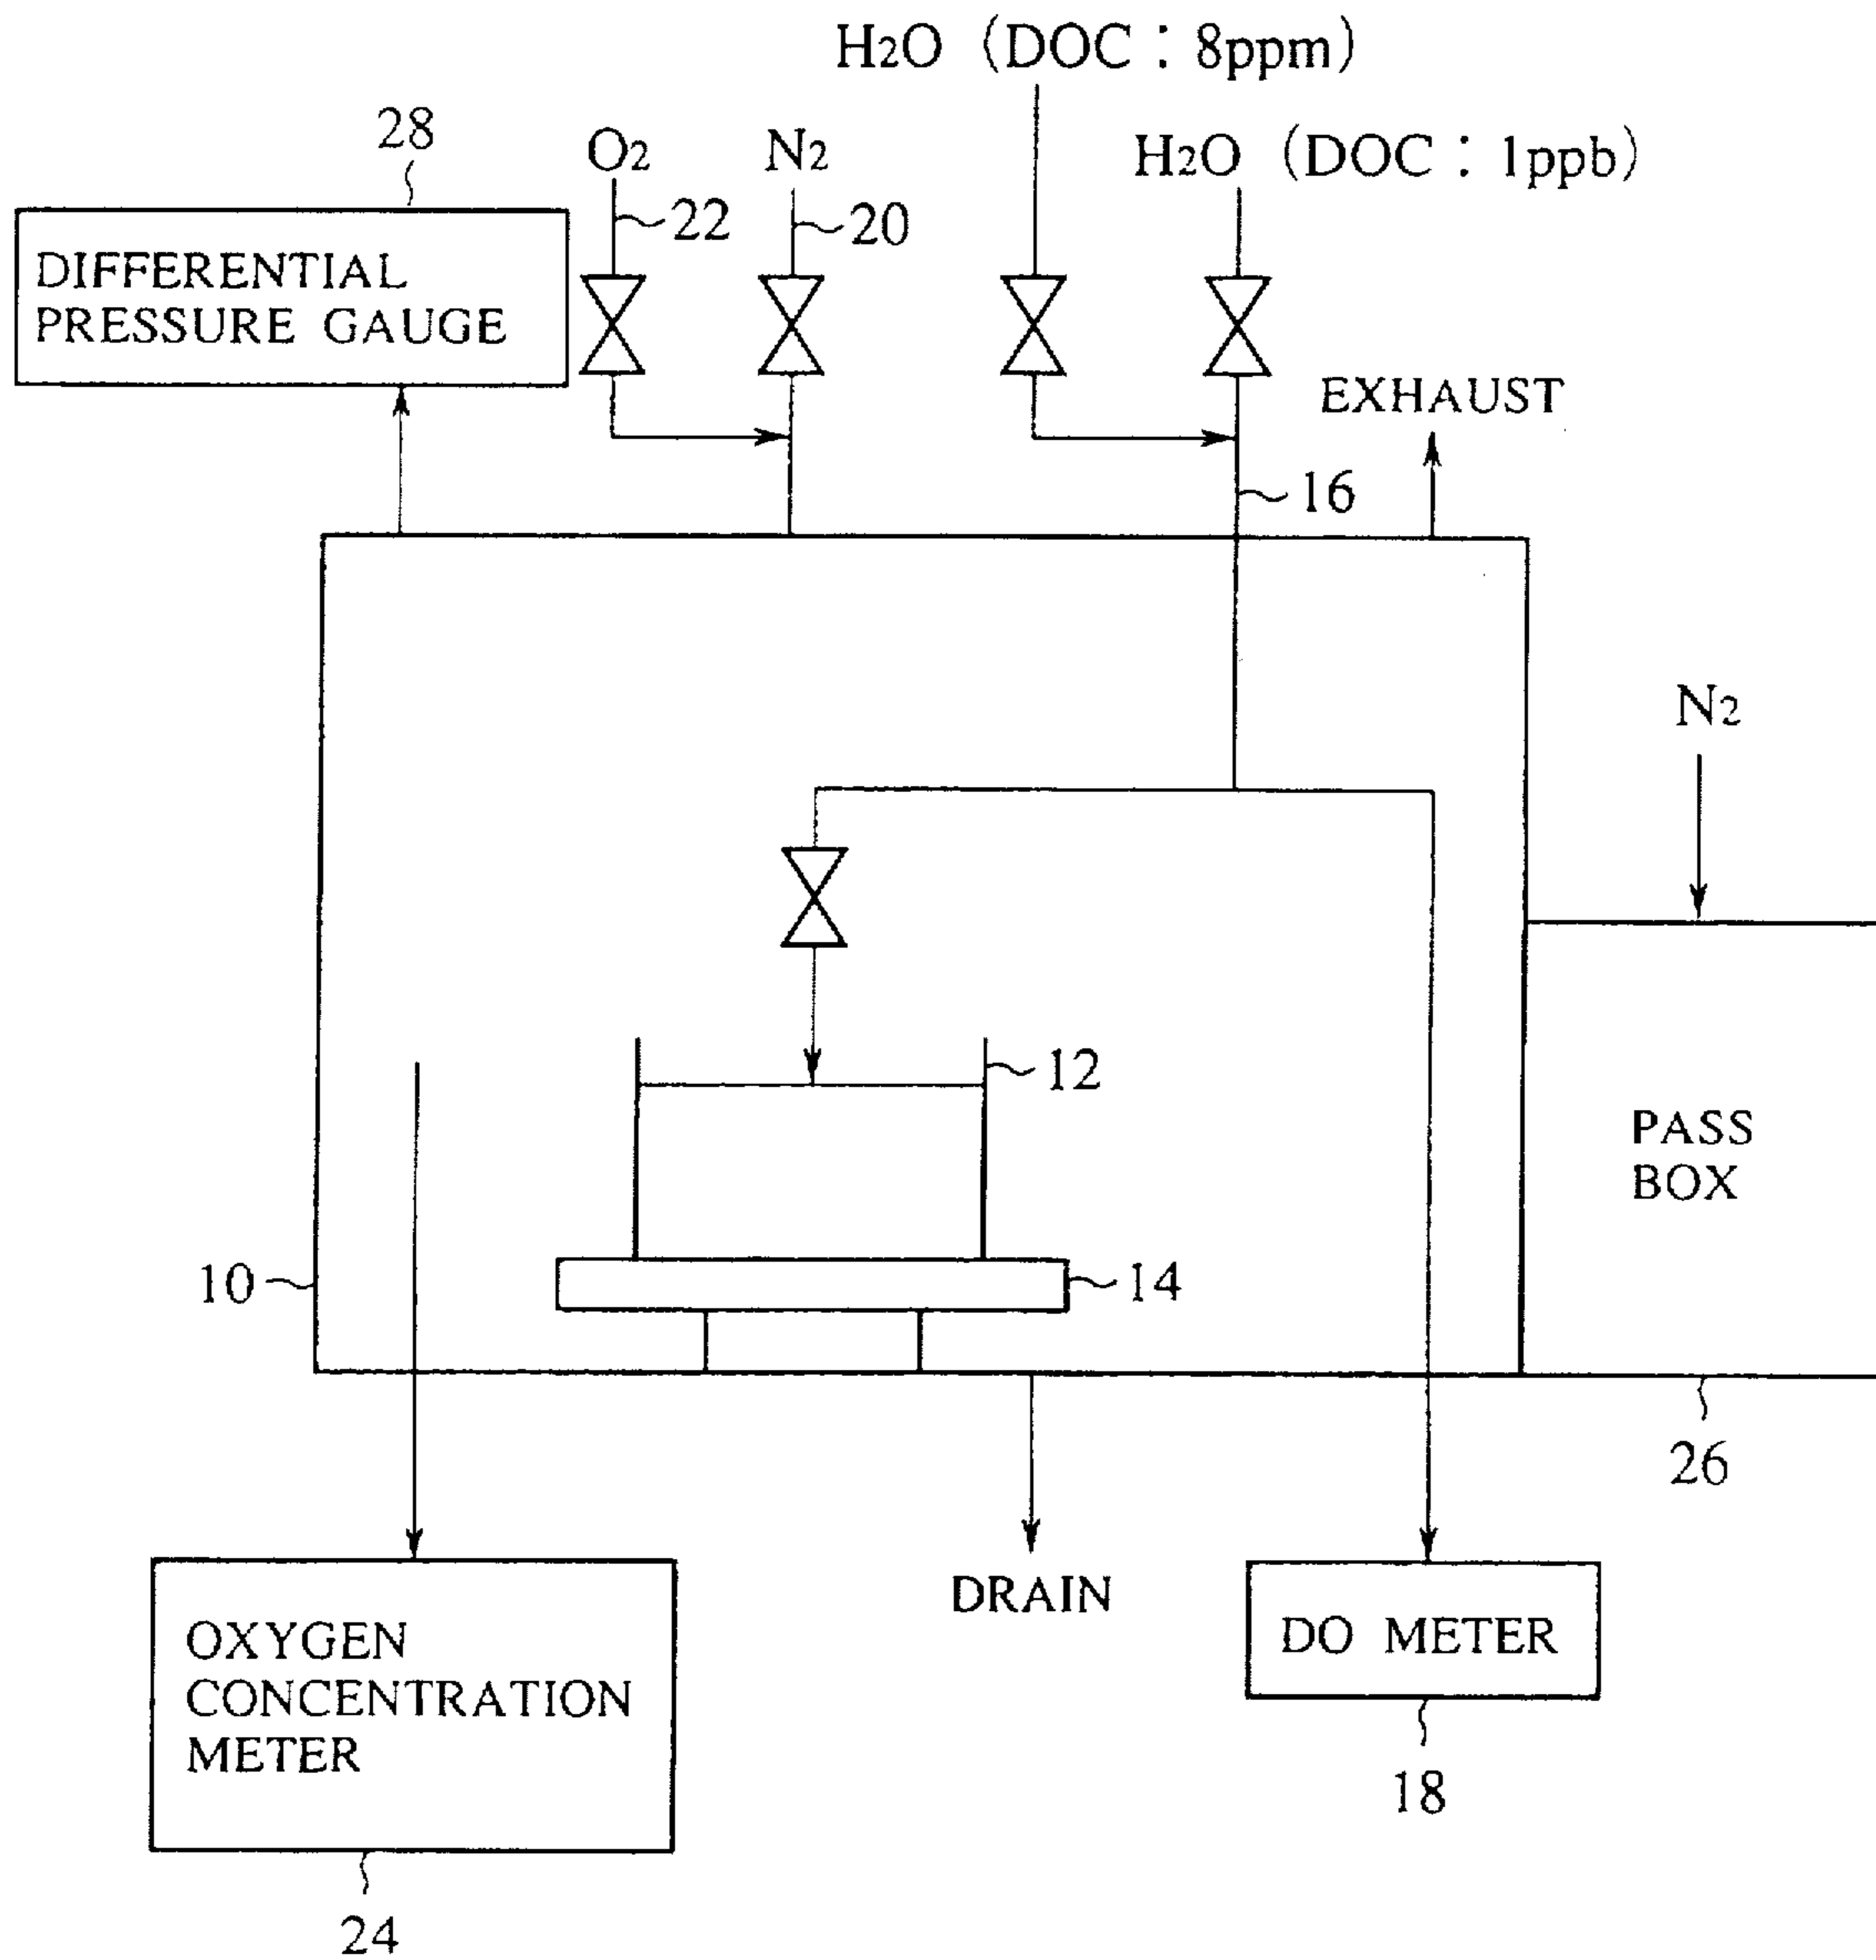 H2O (DOC : 8ppm)
28
O2
N2
H2O (DOC : 1ppb)
22
20
DIFFERENTIAL
PRESSURE GAUGE
EXHAUST
16
N2
12
PASS
BOX
10
14
26
DRAIN
OXYGEN
CONCENTRATION
METER
DO METER
18
24